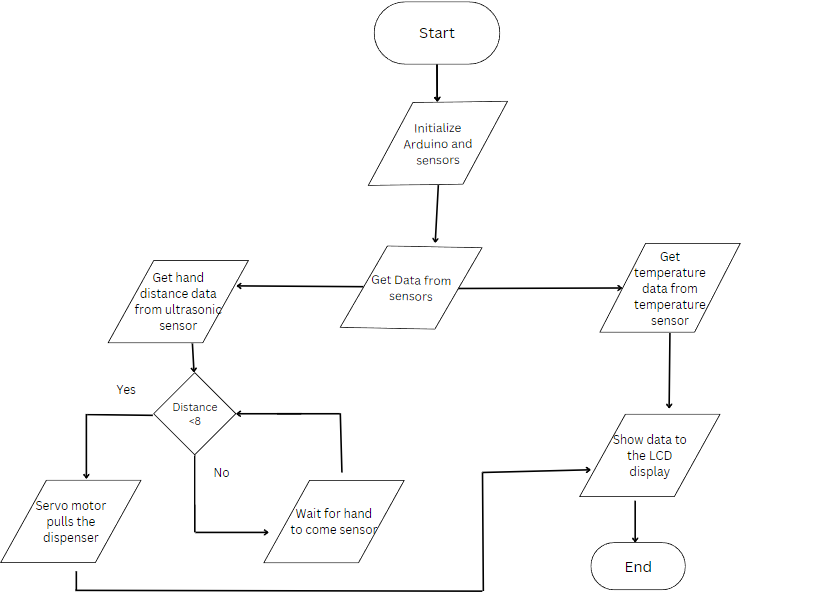 Start
Initialize
Arduino and
sensors
Get Data from
sensors
Get hand
distance data
from ultrasonic
sensor
Get
temperature
data from
temperature
sensor
Yes
Distance
<8
No
Show data to
the LCD
display
Servo motor
pulls the
dispenser
Wait for hand
to come sensor
End